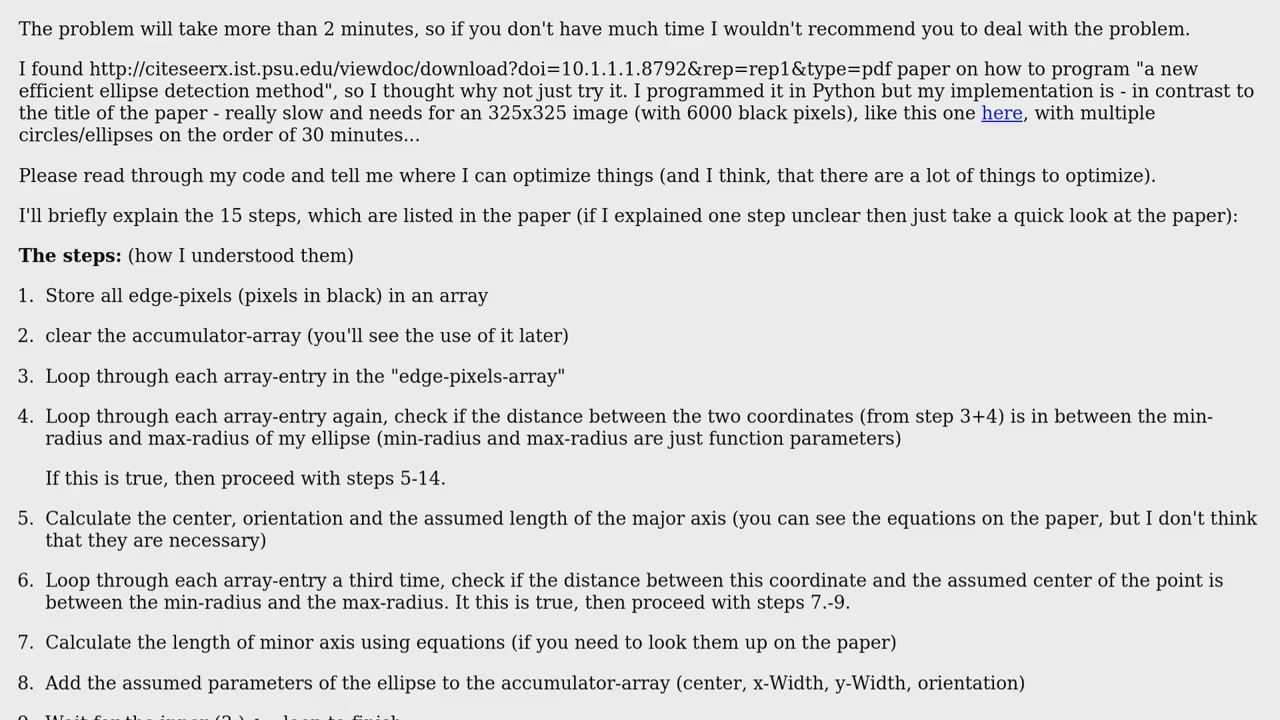 The problem will take more than 2 minutes, so if you don't have much time I wouldn't recommend you to deal with the problem.
I found http://citeseerx.ist.psu.edu/viewdoc/download?doi=10.1.1.1.8792&rep=rep1&type=pdf paper on how to program "a new
efficient ellipse detection method", so I thought why not just try it. I programmed it in Python but my implementation is - in contrast to
the title of the paper - really slow and needs for an 325x325 image (with 6000 black pixels), like this one here, with multiple
circles/ellipses on the order of 30 minutes...
Please read through my code and tell me where I can optimize things (and I think, that there are a lot of things to optimize).
I'll briefly explain the 15 steps, which are listed in the paper (if I explained one step unclear then just take a quick look at the paper):
The steps: (how I understood them)
1. Store all edge-pixels (pixels in black) in an array
2. clear the accumulator-array (you'll see the use of it later)
3. Loop through each array-entry in the "edge-pixels-array"
4. Loop through each array-entry again, check if the distance between the two coordinates (from step 3+4) is in between the min-
radius and max-radius of my ellipse (min-radius and max-radius are just function parameters)
If this is true, then proceed with steps 5-14.
5. Calculate the center, orientation and the assumed length of the major axis (you can see the equations on the paper, but I don't think
that they are necessary)
6. Loop through each array-entry a third time, check if the distance between this coordinate and the assumed center of the point is
between the min-radius and the max-radius. It this is true, then proceed with steps 7.-9.
7. Calculate the length of minor axis using equations (if you need to look them up on the paper)
8. Add the assumed parameters of the ellipse to the accumulator-array (center, x-Width, y-Width, orientation)
9. Wait for the inner (3.) loop to finish